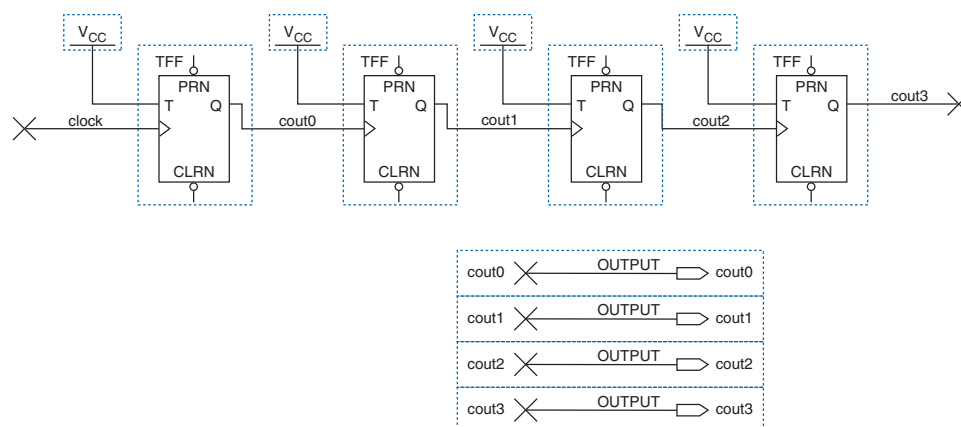 VCC VCC VCC VCC
TFF TFF TFF TFF
PRN PRN PRN PRN
T Q T Q T Q T Q
cout3
clock cout0 cout1 cout2
CLRN CLRN CLRN CLRN
cout0 OUTPUT cout0
cout1 OUTPUT cout1
cout2 OUTPUT cout2
cout3 OUTPUT cout3